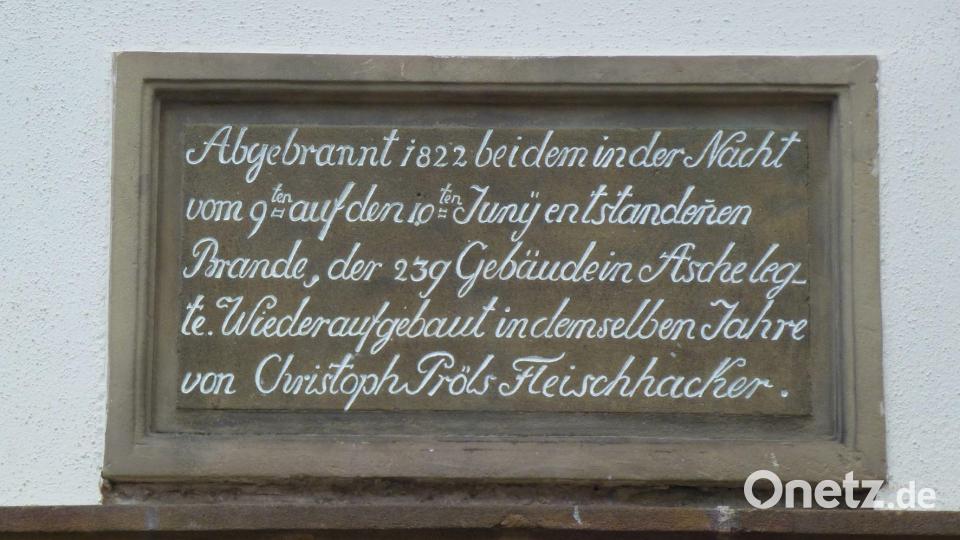 Abgebrannt 1822 bei dem in der Nacht
vom 9ten auf den 10ten Junÿ entstandeñen
Brande, der 239 Gebäude in Asche leg-
te. Wiederaufgebaut in demselben Jahre
von Christoph Pröls Fleischhacker.
Onetz.de